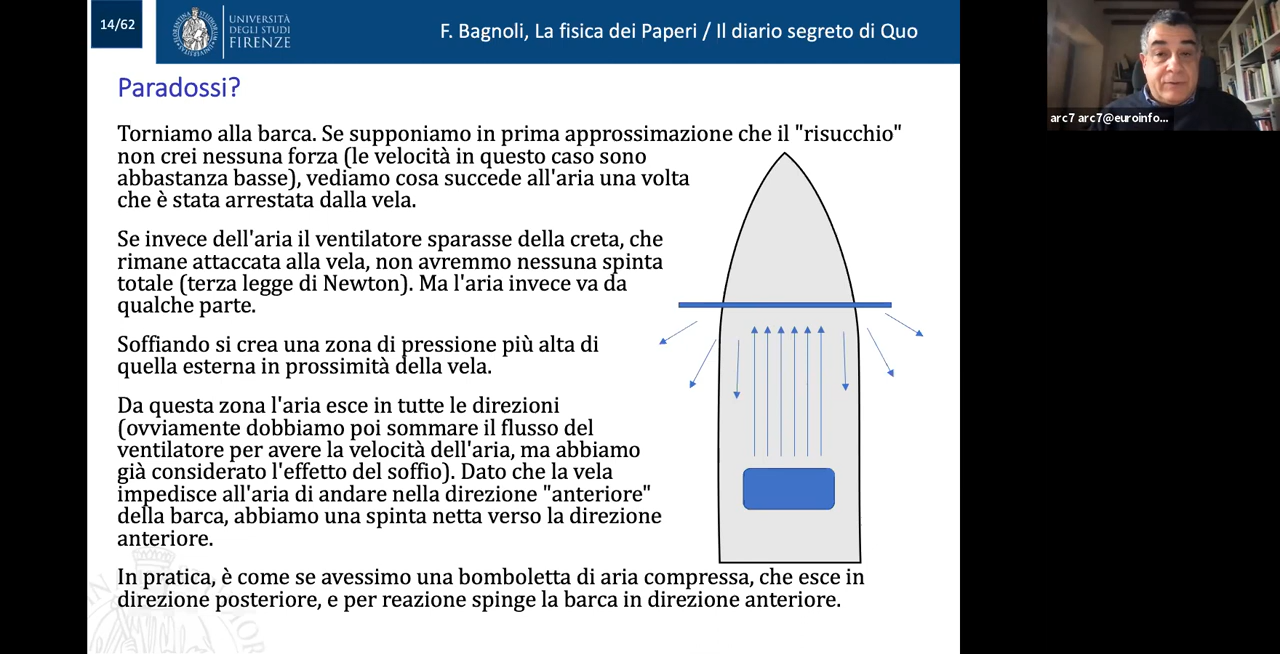 14/62
UNIVERSITÀ
DEGLI STUDI
FIRENZE
F. Bagnoli, La fisica dei Paperi / Il diario segreto di Quo
arc7 arc7@euroinfo...
Paradossi?
Torniamo alla barca. Se supponiamo in prima approssimazione che il "risucchio"
non crei nessuna forza (le velocità in questo caso sono
abbastanza basse), vediamo cosa succede all'aria una volta
che è stata arrestata dalla vela.
Se invece dell'aria il ventilatore sparasse della creta, che
rimane attaccata alla vela, non avremmo nessuna spinta
totale (terza legge di Newton). Ma l'aria invece va da
qualche parte.
Soffiando si crea una zona di pressione più alta di
quella esterna in prossimità della vela.
Da questa zona l'aria esce in tutte le direzioni
(ovviamente dobbiamo poi sommare il flusso del
ventilatore per avere la velocità dell'aria, ma abbiamo
già considerato l'effetto del soffio). Dato che la vela
impedisce all'aria di andare nella direzione "anteriore"
della barca, abbiamo una spinta netta verso la direzione
anteriore.
In pratica, è come se avessimo una bomboletta di aria compressa, che esce in
direzione posteriore, e per reazione spinge la barca in direzione anteriore.